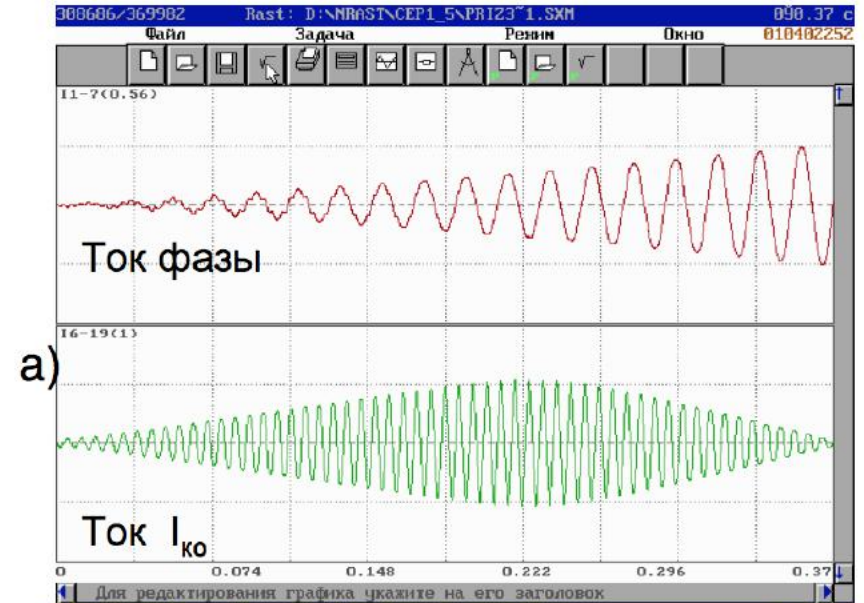 308686/369982 Rast: D:\NRAST\CEP1_5\PRIZ3~1.SXM 090.37 c
Файл Задача Режим Окно 010402252
I1-7(0.56)
Ток фазы
а)
I6-19(1)
Ток Iко
0 0.074 0.148 0.222 0.296 0.37
Для редактирования графика укажите на его заголовок